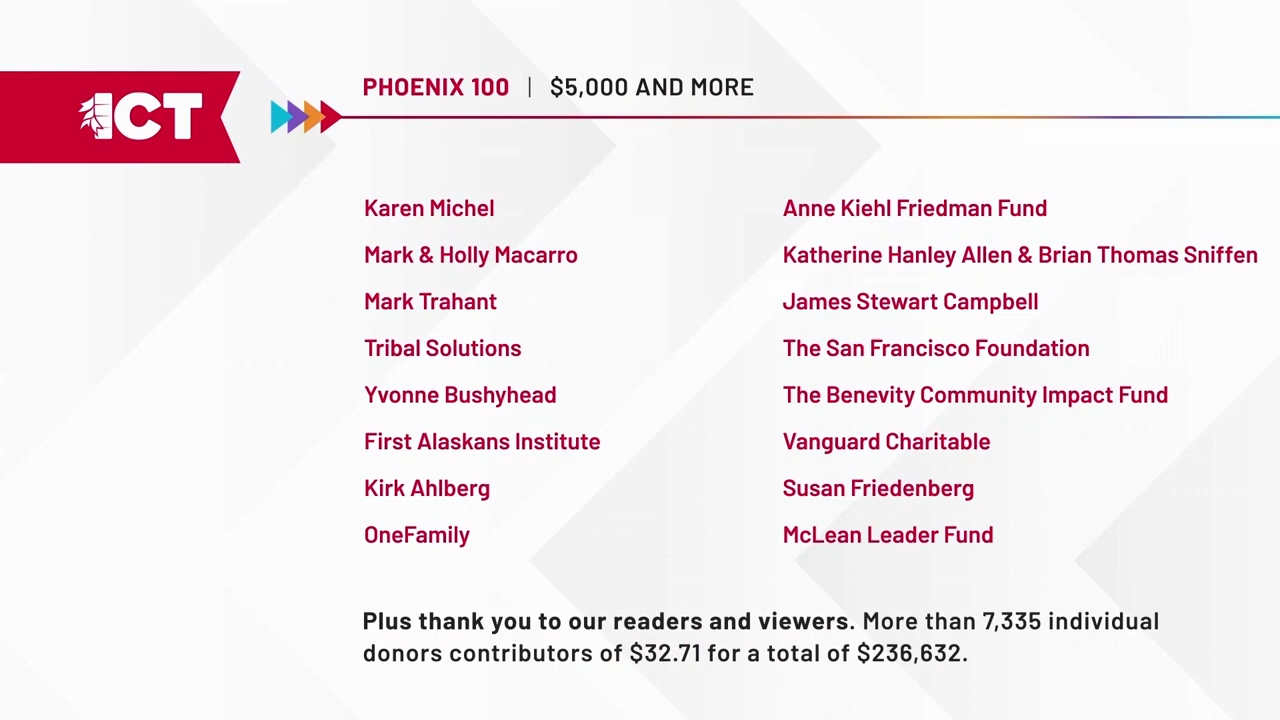 ICT
PHOENIX 100 | $5,000 AND MORE
Karen Michel
Mark & Holly Macarro
Mark Trahant
Tribal Solutions
Yvonne Bushyhead
First Alaskans Institute
Kirk Ahlberg
OneFamily
Anne Kiehl Friedman Fund
Katherine Hanley Allen & Brian Thomas Sniffen
James Stewart Campbell
The San Francisco Foundation
The Benevity Community Impact Fund
Vanguard Charitable
Susan Friedenberg
McLean Leader Fund
Plus thank you to our readers and viewers. More than 7,335 individual
donors contributors of $32.71 for a total of $236,632.